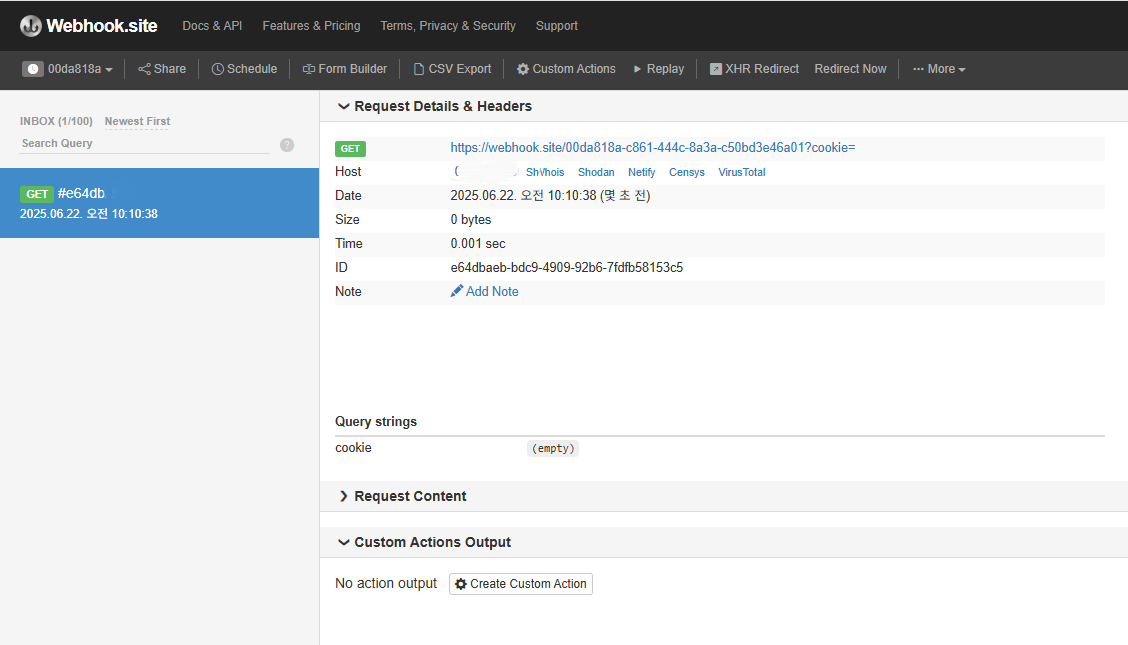 Webhook.site Docs & API Features & Pricing Terms, Privacy & Security Support
00da818a Share Schedule Form Builder CSV Export Custom Actions Replay XHR Redirect Redirect Now ··· More
INBOX (1/100) Newest First
Search Query ?
GET #e64db
2025.06.22. 오전 10:10:38
Request Details & Headers
GET https://webhook.site/00da818a-c861-444c-8a3a-c50bd3e46a01?cookie=
Host Whois Shodan Netify Censys VirusTotal
Date 2025.06.22. 오전 10:10:38 (몇 초 전)
Size 0 bytes
Time 0.001 sec
ID e64dbaeb-bdc9-4909-92b6-7fdfb58153c5
Note Add Note
Query strings
cookie (empty)
Request Content
Custom Actions Output
No action output Create Custom Action